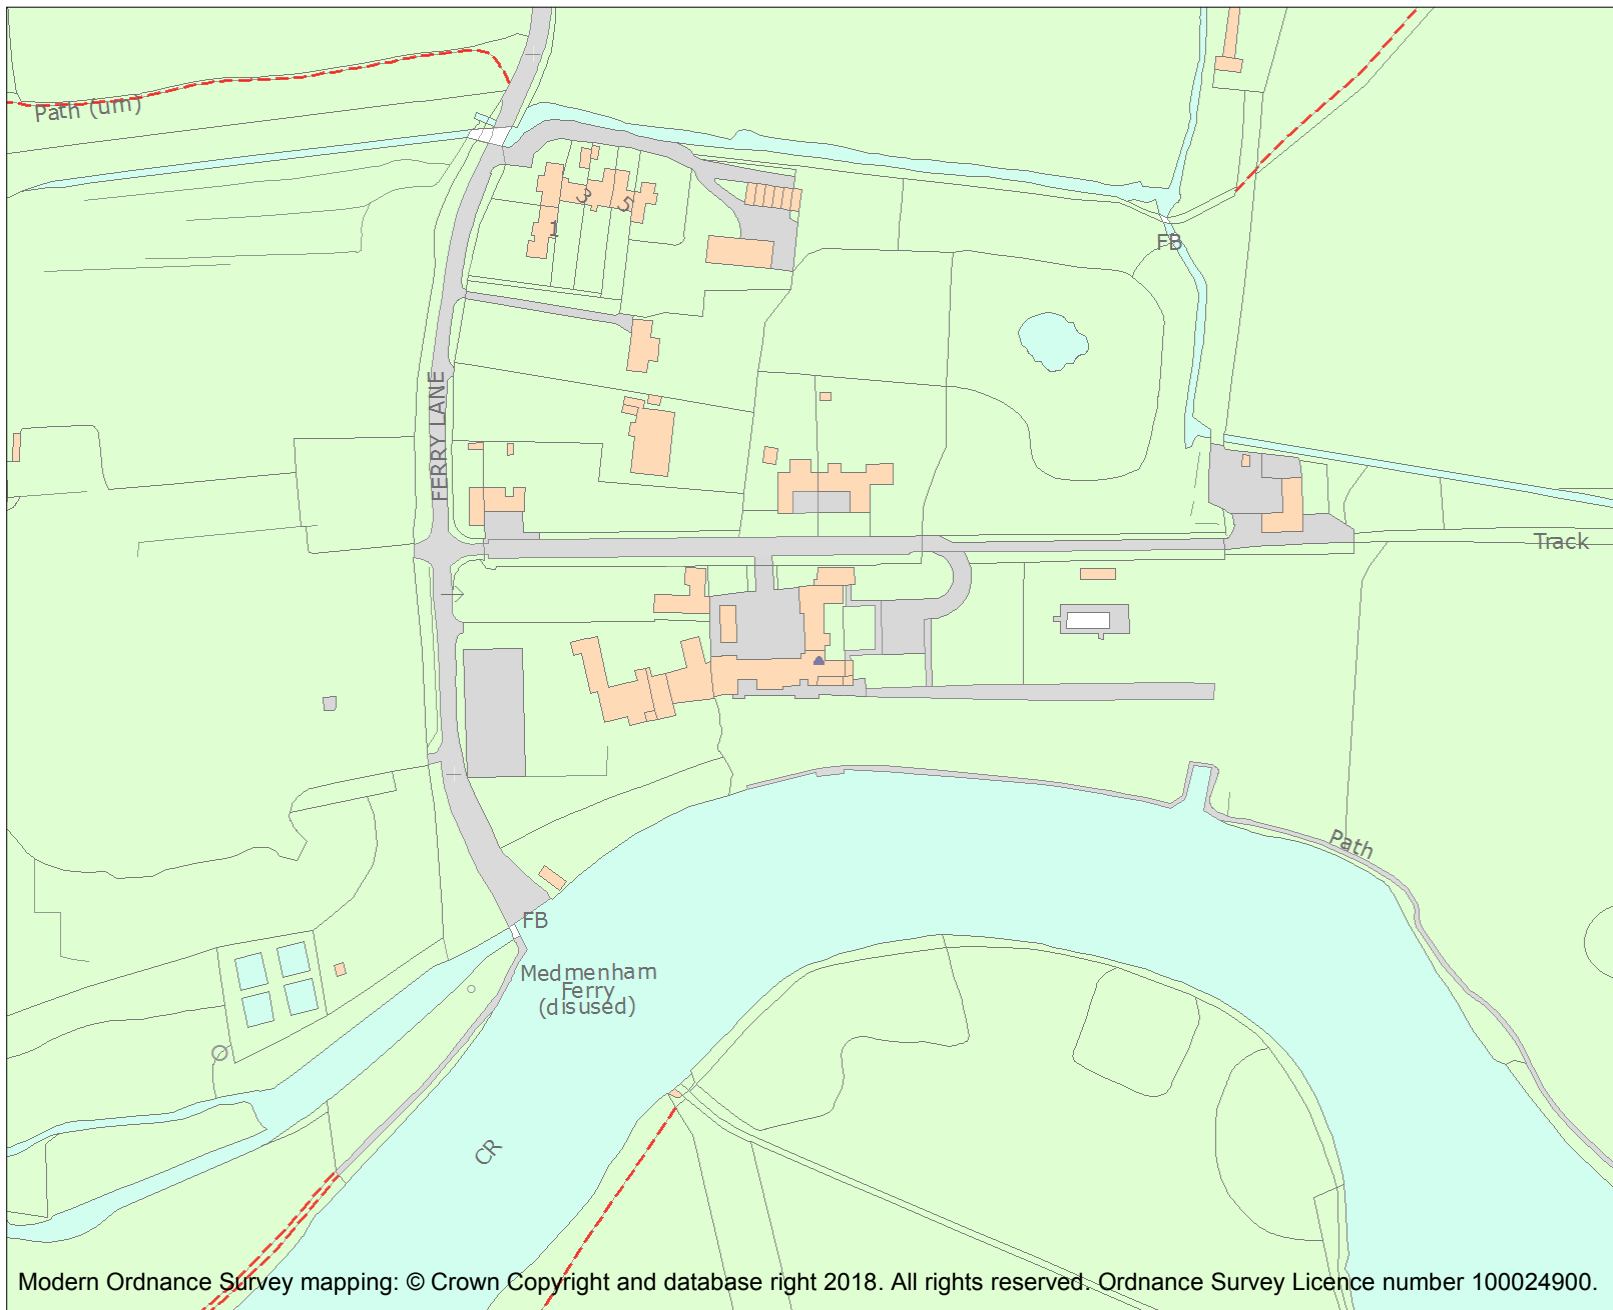 Path (um)
3
5
1
FB
FERRY LANE
Track
Path
FB
Medmenham
Ferry
(disused)
CR
Modern Ordnance Survey mapping: © Crown Copyright and database right 2018. All rights reserved. Ordnance Survey Licence number 100024900.